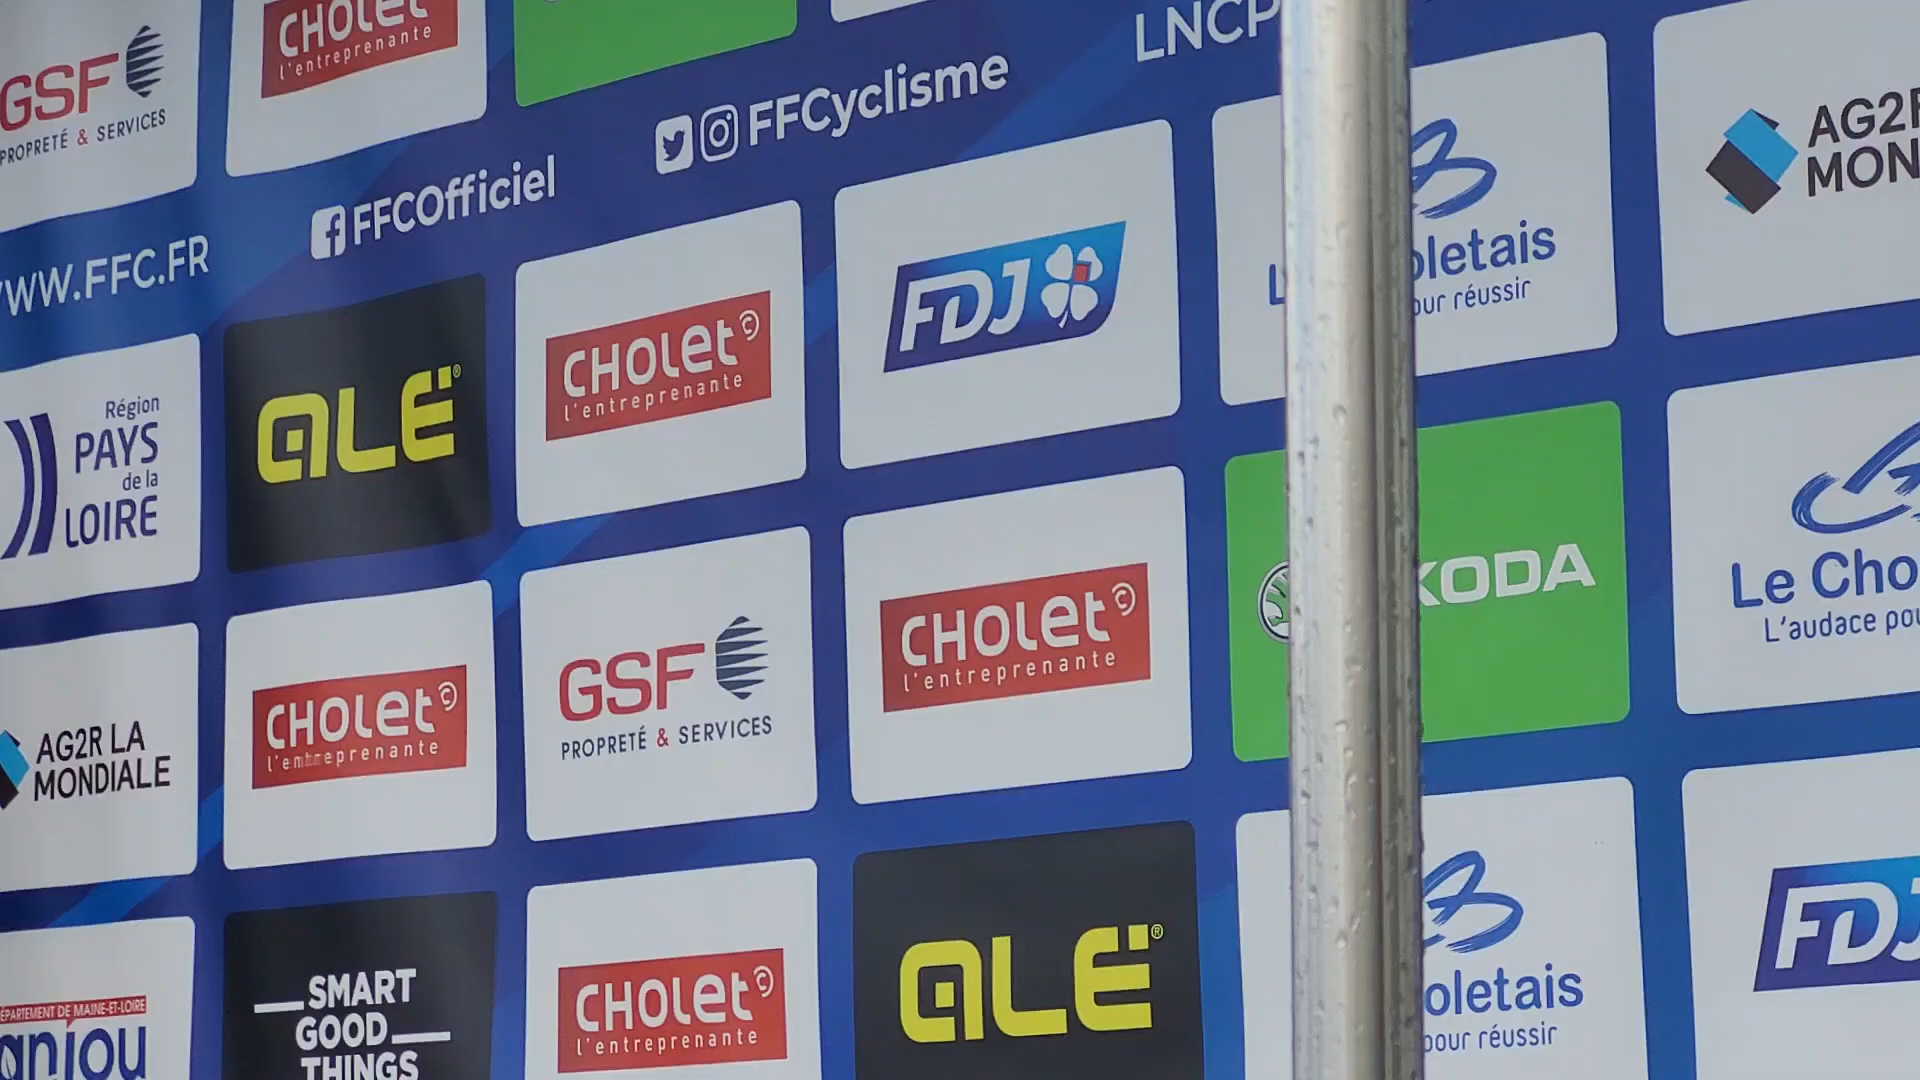 GSF
PROPRETÉ & SERVICES
CHOLET
l'entreprenante
FFCyclisme
LNCP
FFCOfficiel
WWW.FFC.FR
Région
PAYS
de la
LOIRE
ALÉ®
CHOLET
l'entreprenante
FDJ
oletais
our réussir
AG2R
MON
AG2R LA
MONDIALE
CHOLET
l'entreprenante
GSF
PROPRETÉ & SERVICES
CHOLET
l'entreprenante
KODA
Le Cho
L'audace pou
DÉPARTEMENT DE MAINE-ET-LOIRE
anjou
SMART
GOOD
THINGS
CHOLET
l'entreprenante
ALÉ®
oletais
pour réussir
FDJ